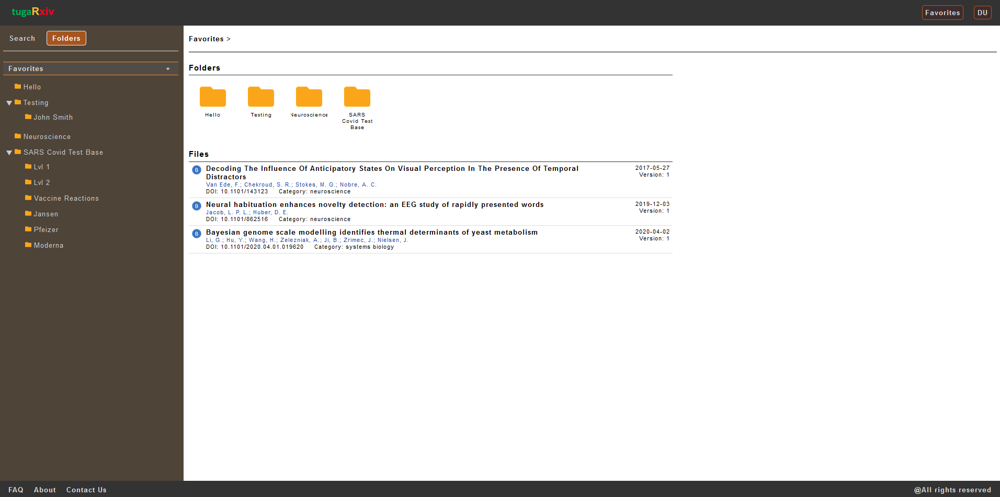 tugaRxiv
Favorites
DU
Search
Folders
Favorites >
Favorites +
Hello
Testing
John Smith
Neuroscience
SARS Covid Test Base
Lvl 1
Lvl 2
Vaccine Reactions
Jansen
Pfeizer
Moderna
Folders
Hello
Testing
Neuroscience
SARS
Covid Test
Base
Files
B
Decoding The Influence Of Anticipatory States On Visual Perception In The Presence Of Temporal
Distractors
Van Ede, F.; Chekroud, S. R.; Stokes, M. G.; Nobre, A. C.
DOI: 10.1101/143123 Category: neuroscience
2017-05-27
Version: 1
B
Neural habituation enhances novelty detection: an EEG study of rapidly presented words
Jacob, L. P. L.; Huber, D. E.
DOI: 10.1101/862516 Category: neuroscience
2019-12-03
Version: 1
B
Bayesian genome scale modelling identifies thermal determinants of yeast metabolism
Li, G.; Hu, Y.; Wang, H.; Zelezniak, A.; Ji, B.; Zrimec, J.; Nielsen, J.
DOI: 10.1101/2020.04.01.019620 Category: systems biology
2020-04-02
Version: 1
FAQ About Contact Us
@All rights reserved